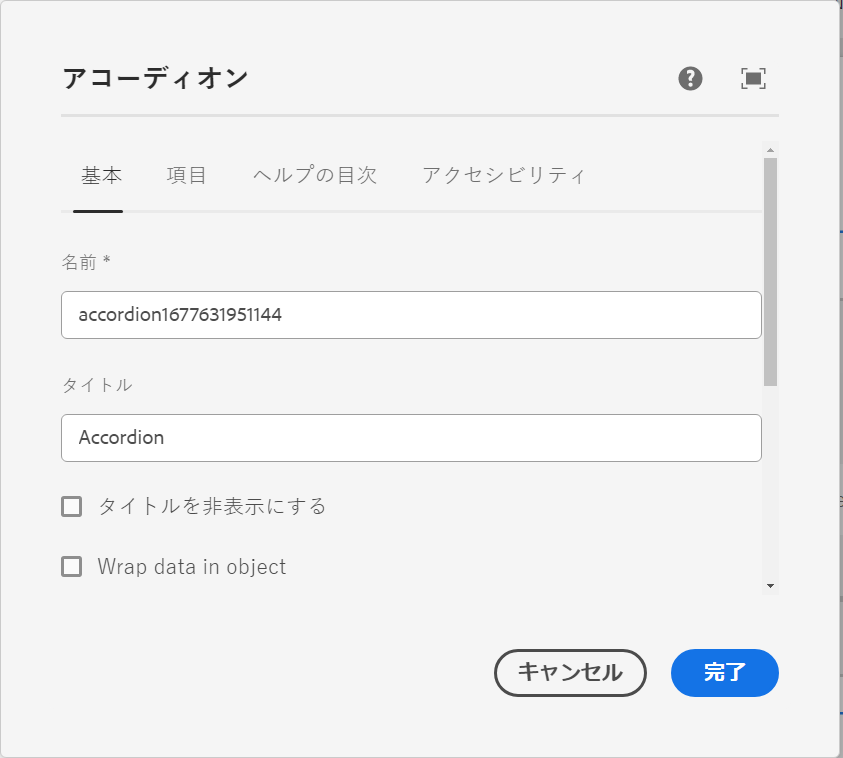 アコーディオン
基本 項目 ヘルプの目次 アクセシビリティ
名前 *
accordion1677631951144
タイトル
Accordion
タイトルを非表示にする
Wrap data in object
キャンセル 完了